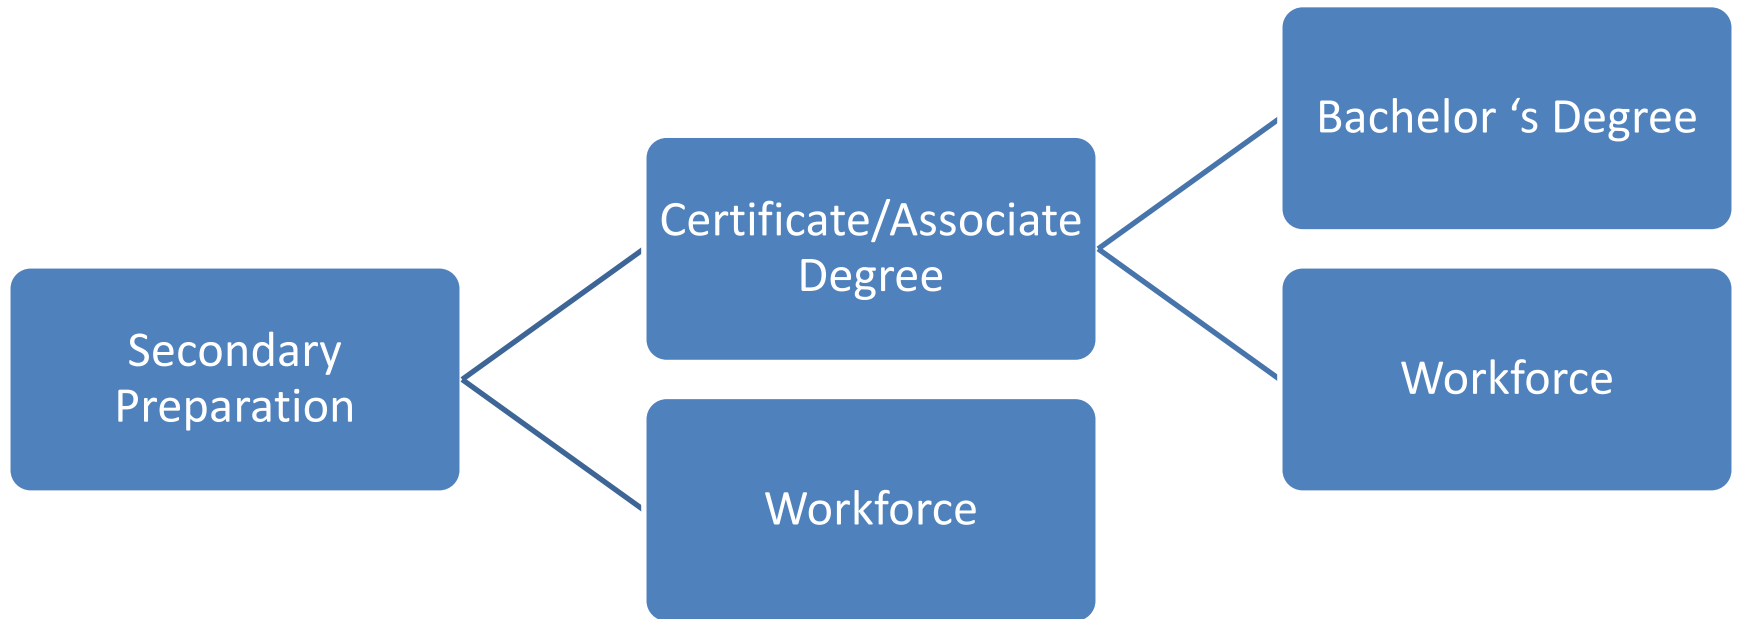 Secondary
Preparation
Certificate/Associate
Degree
Workforce
Bachelor ‘s Degree
Workforce